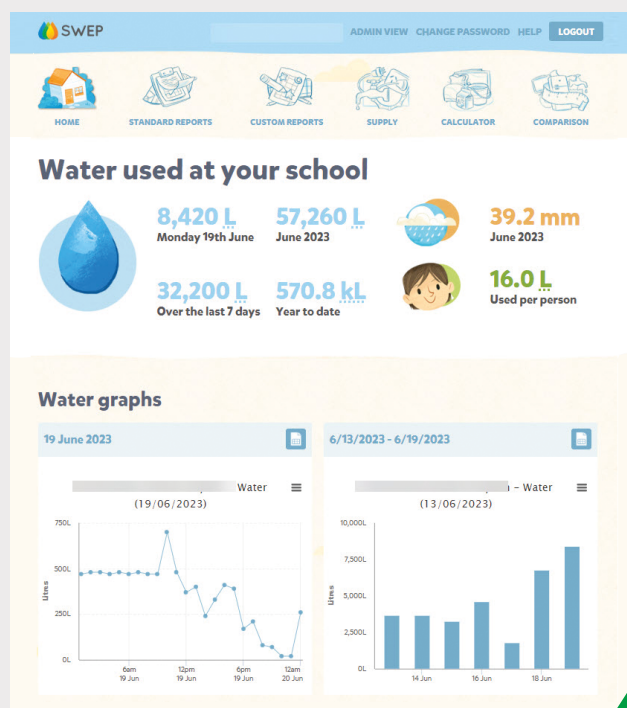 SWEP
ADMIN VIEW CHANGE PASSWORD HELP LOGOUT
HOME STANDARD REPORTS CUSTOM REPORTS SUPPLY CALCULATOR COMPARISON
Water used at your school
8,420 L 57,260 L 39.2 mm
Monday 19th June June 2023 June 2023
32,200 L 570.8 kL 16.0 L
Over the last 7 days Year to date Used per person
Water graphs
19 June 2023
Water
(19/06/2023)
Litres
750L
500L
250L
0L
6am 12pm 6pm 12am
19 Jun 19 Jun 19 Jun 20 Jun
6/13/2023 - 6/19/2023
– Water
(13/06/2023)
Litres
10,000L
7,500L
5,000L
2,500L
0L
14 Jun 16 Jun 18 Jun